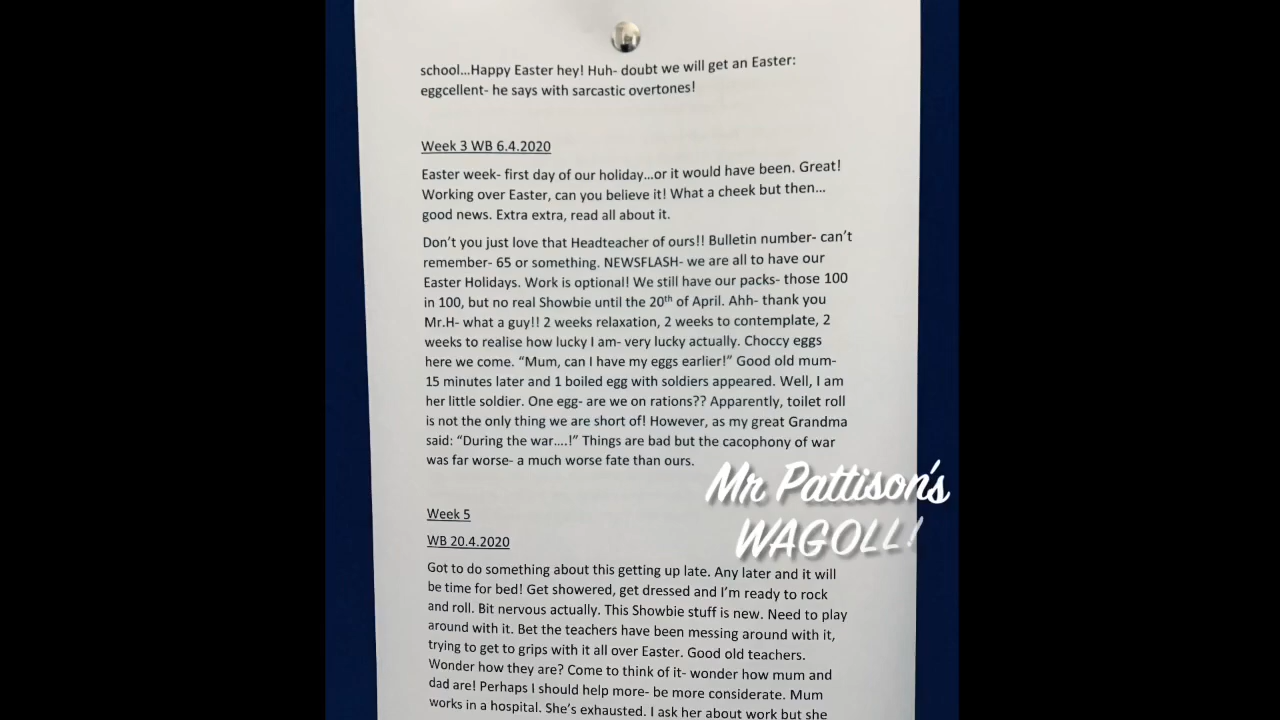 school...Happy Easter hey! Huh- doubt we will get an Easter:
eggcellent- he says with sarcastic overtones!
Week 3 WB 6.4.2020
Easter week- first day of our holiday...or it would have been. Great!
Working over Easter, can you believe it! What a cheek but then...
good news. Extra extra, read all about it.
Don't you just love that Headteacher of ours!! Bulletin number- can't
remember- 65 or something. NEWSFLASH- we are all to have our
Easter Holidays. Work is optional! We still have our packs- those 100
in 100, but no real Showbie until the 20th of April. Ahh- thank you
Mr.H- what a guy!! 2 weeks relaxation, 2 weeks to contemplate, 2
weeks to realise how lucky I am- very lucky actually. Choccy eggs
here we come. "Mum, can I have my eggs earlier!" Good old mum-
15 minutes later and 1 boiled egg with soldiers appeared. Well, I am
her little soldier. One egg- are we on rations?? Apparently, toilet roll
is not the only thing we are short of! However, as my great Grandma
said: "During the war....!" Things are bad but the cacophony of war
was far worse- a much worse fate than ours.
Mr Pattison's
WAGOLL!
Week 5
WB 20.4.2020
Got to do something about this getting up late. Any later and it will
be time for bed! Get showered, get dressed and I'm ready to rock
and roll. Bit nervous actually. This Showbie stuff is new. Need to play
around with it. Bet the teachers have been messing around with it,
trying to get to grips with it all over Easter. Good old teachers.
Wonder how they are? Come to think of it- wonder how mum and
dad are! Perhaps I should help more- be more considerate. Mum
works in a hospital. She's exhausted. I ask her about work but she